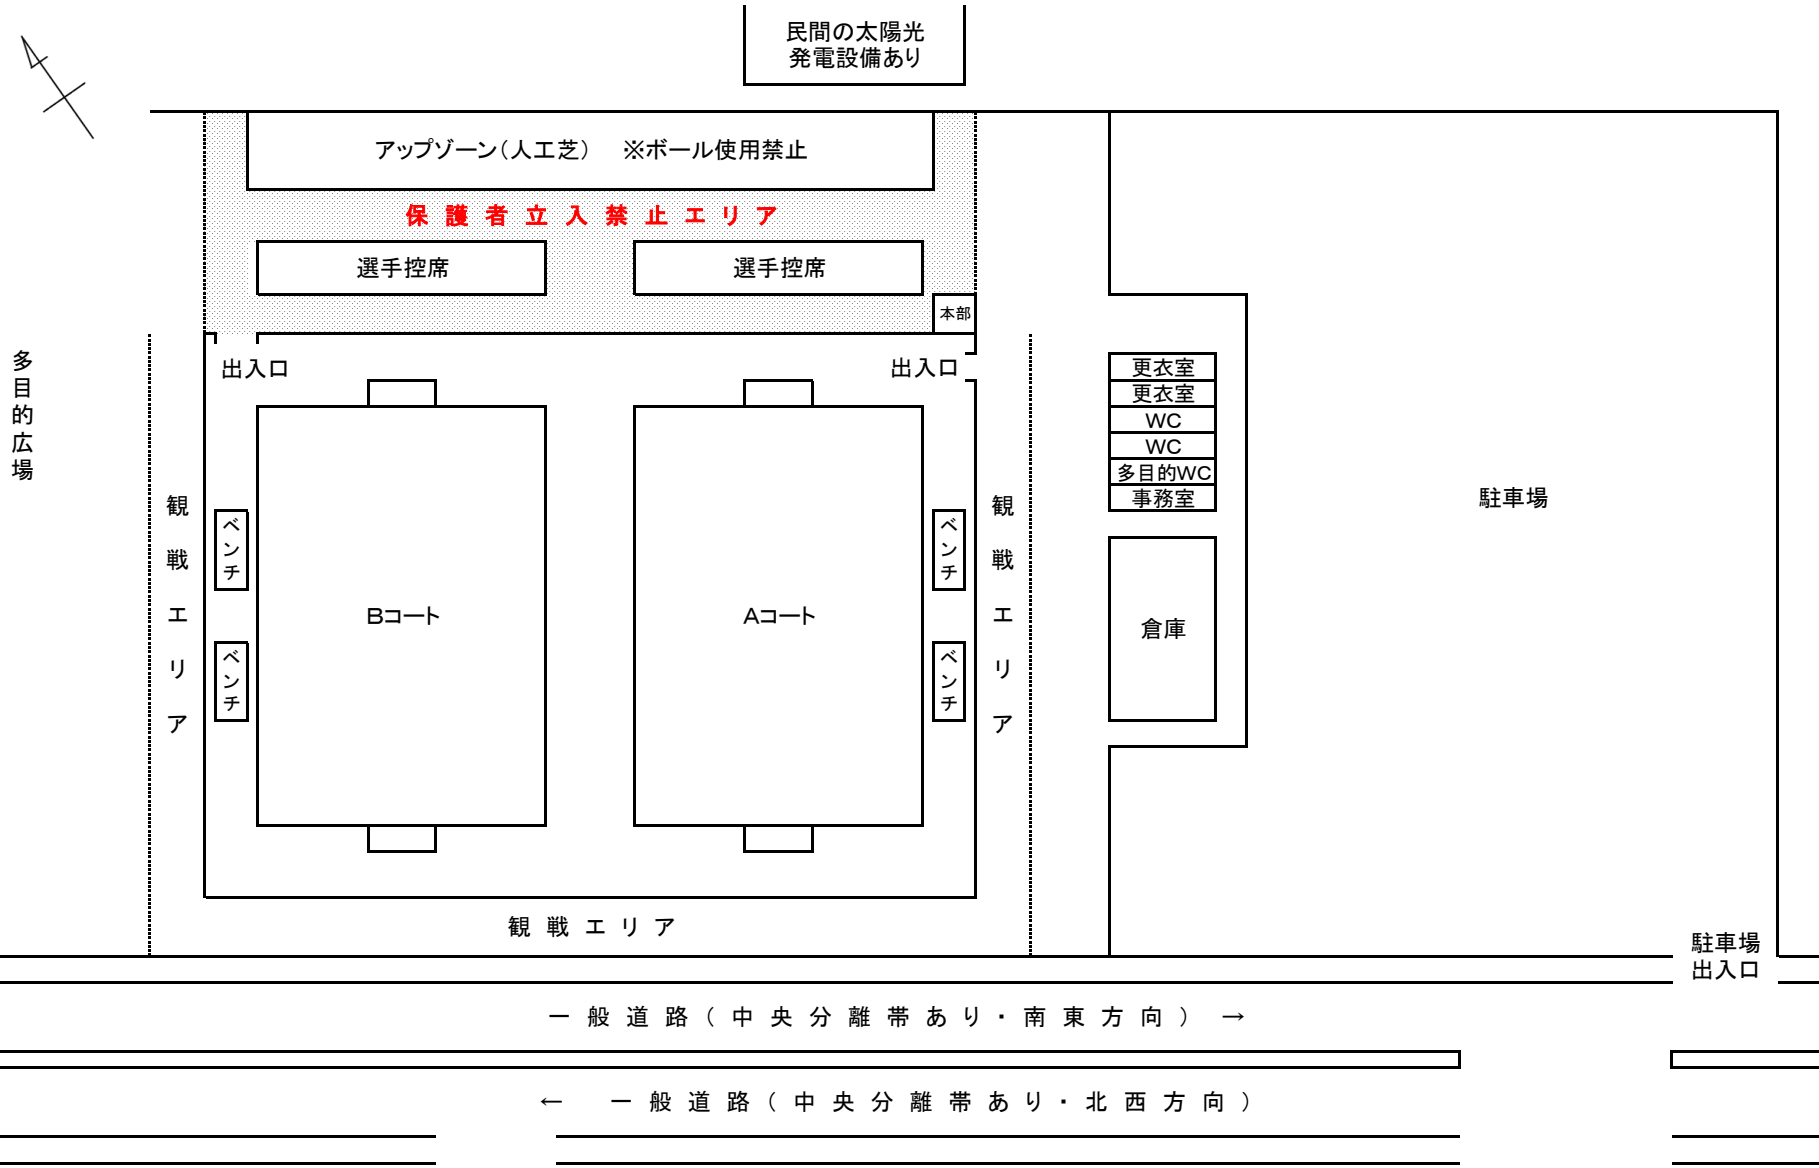 民間の太陽光
発電設備あり
アップゾーン(人工芝)　※ボール使用禁止
保護者立入禁止エリア
選手控席
選手控席
本部
出入口
出入口
更衣室
更衣室
WC
WC
多目的WC
事務室
多目的広場
観戦エリア
ベンチ
ベンチ
Bコート
Aコート
ベンチ
ベンチ
観戦エリア
倉庫
駐車場
観戦エリア
駐車場
出入口
一般道路(中央分離帯あり・南東方向) →
← 一般道路(中央分離帯あり・北西方向)